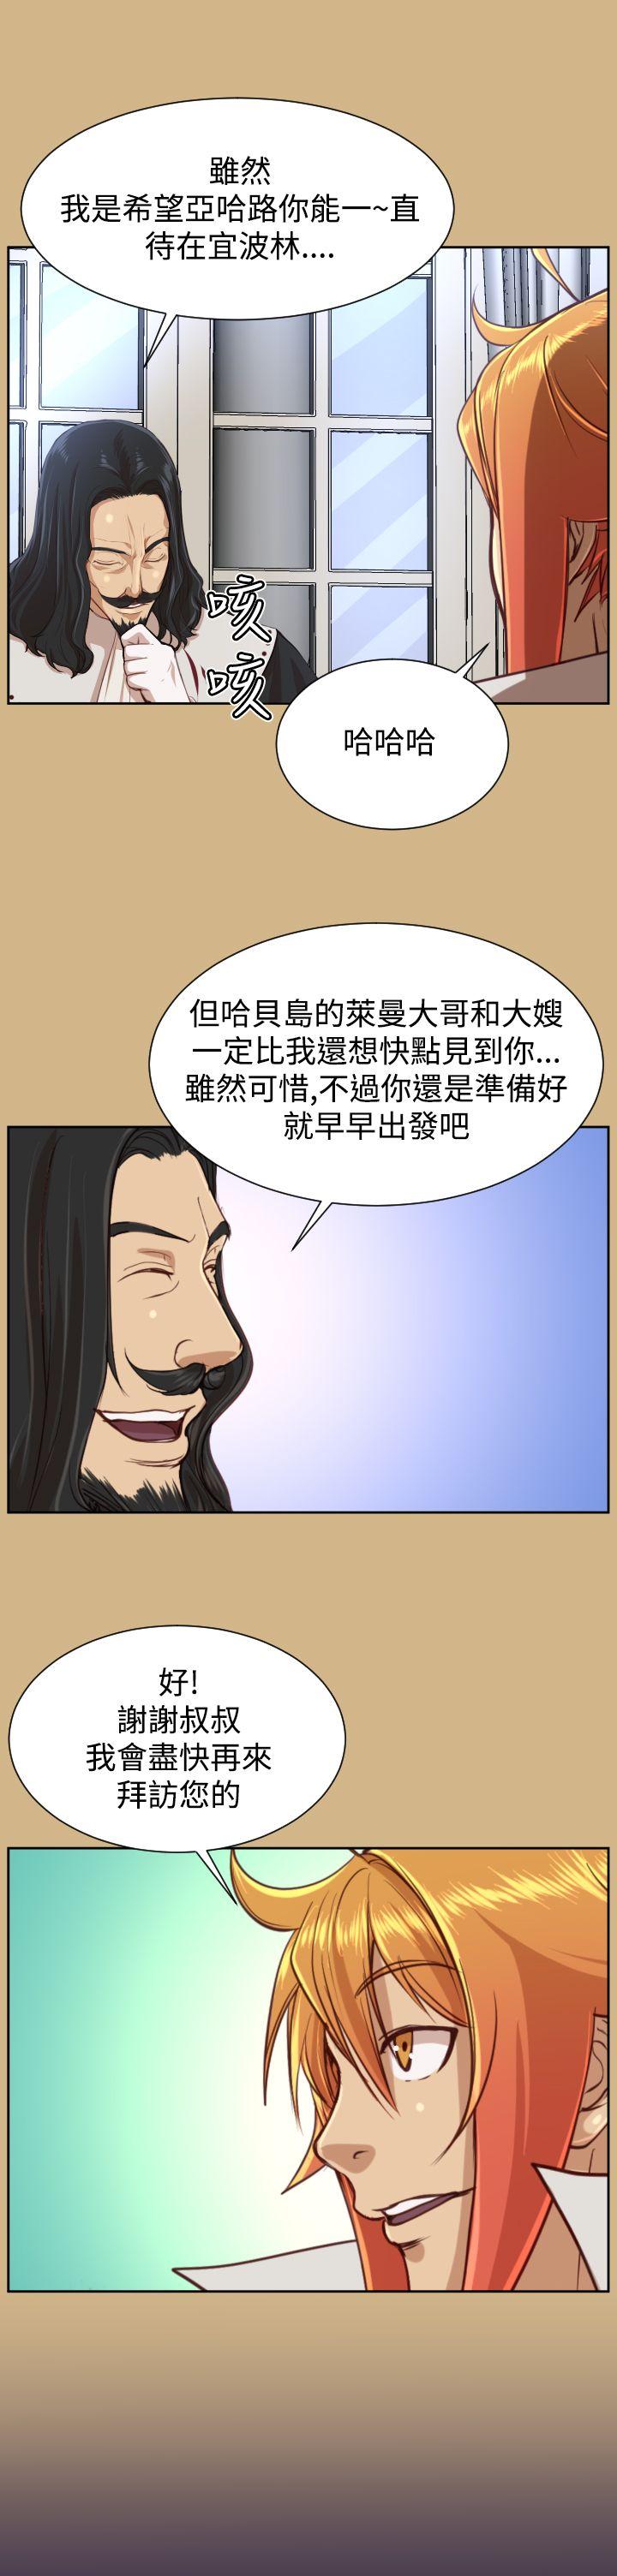 雖然
我是希望亞哈路你能一~直
待在宜波林....
咳
咳
哈哈哈
但哈貝島的萊曼大哥和大嫂
一定比我還想快點見到你...
雖然可惜,不過你還是準備好
就早早出發吧
好!
謝謝叔叔
我會盡快再來
拜訪您的